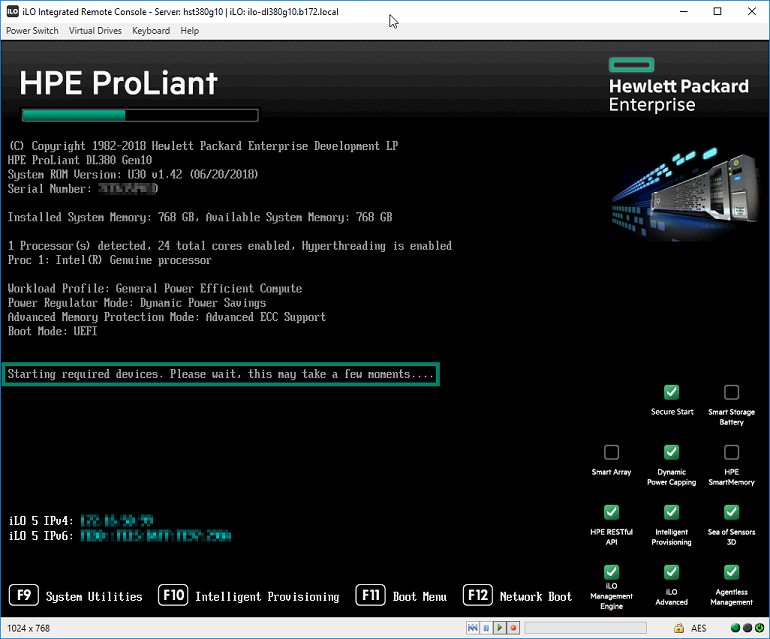 iLO iLO Integrated Remote Console - Server: hst380g10 | iLO: ilo-dl380g10.b172.local
Power Switch Virtual Drives Keyboard Help
HPE ProLiant
Hewlett Packard
Enterprise
(C) Copyright 1982-2018 Hewlett Packard Enterprise Development LP
HPE ProLiant DL380 Gen10
System ROM Version: U30 v1.42 (06/20/2018)
Serial Number:
Installed System Memory: 768 GB, Available System Memory: 768 GB
1 Processor(s) detected, 24 total cores enabled, Hyperthreading is enabled
Proc 1: Intel(R) Genuine processor
Workload Profile: General Power Efficient Compute
Power Regulator Mode: Dynamic Power Savings
Advanced Memory Protection Mode: Advanced ECC Support
Boot Mode: UEFI
Starting required devices. Please wait, this may take a few moments....
Secure Start
Smart Storage
Battery
Smart Array
Dynamic
Power Capping
HPE
SmartMemory
HPE RESTful
API
Intelligent
Provisioning
Sea of Sensors
3D
iLO
Management
Engine
iLO
Advanced
Agentless
Management
iLO 5 IPv4:
iLO 5 IPv6:
F9 System Utilities F10 Intelligent Provisioning F11 Boot Menu F12 Network Boot
1024 x 768 AES